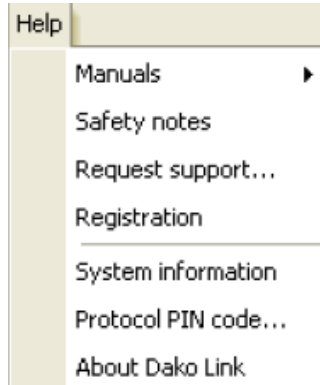 Help
Manuals
Safety notes
Request support...
Registration
System information
Protocol PIN code...
About Dako Link